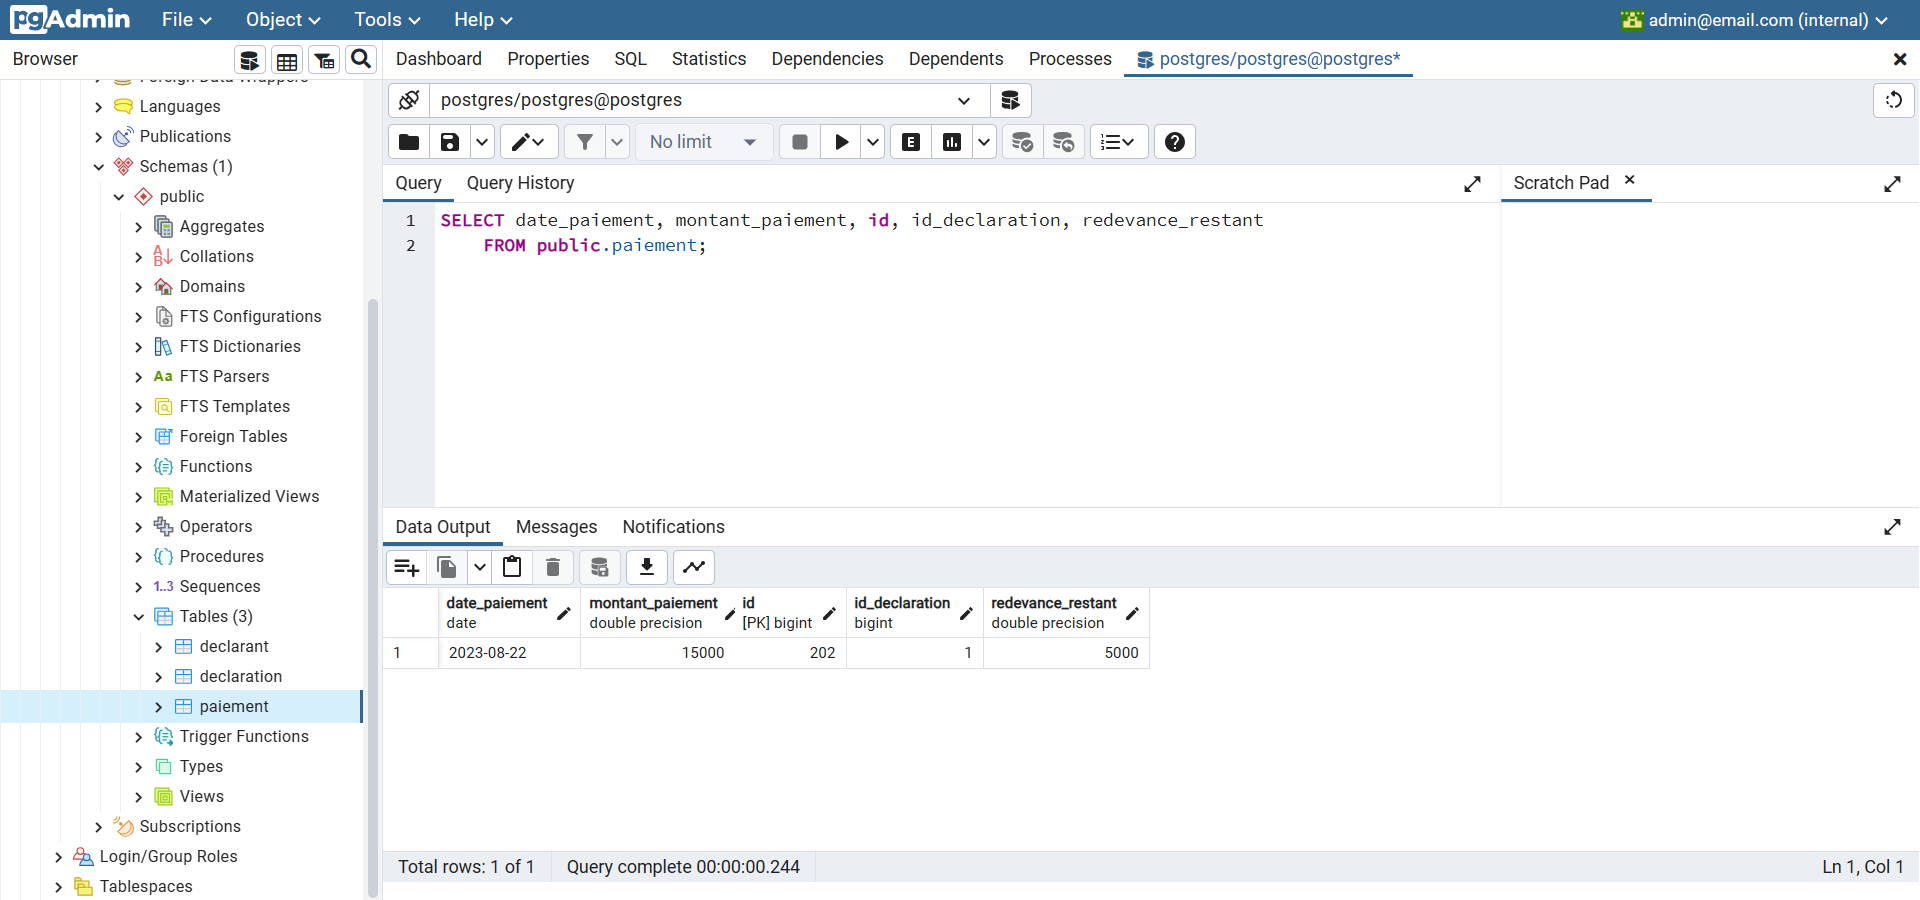 pgAdmin File Object Tools Help admin@email.com (internal)
Browser
Dashboard Properties SQL Statistics Dependencies Dependents Processes postgres/postgres@postgres*
Foreign Data Wrappers
Languages
Publications
Schemas (1)
public
Aggregates
Collations
Domains
FTS Configurations
FTS Dictionaries
Aa FTS Parsers
FTS Templates
Foreign Tables
Functions
Materialized Views
Operators
Procedures
1..3 Sequences
Tables (3)
declarant
declaration
paiement
Trigger Functions
Types
Views
Subscriptions
Login/Group Roles
Tablespaces
postgres/postgres@postgres
No limit
E
Query Query History
Scratch Pad
1 SELECT date_paiement, montant_paiement, id, id_declaration, redevance_restant
2 FROM public.paiement;
Data Output Messages Notifications
date_paiement montant_paiement id id_declaration redevance_restant
date double precision [PK] bigint bigint double precision
1 2023-08-22 15000 202 1 5000
Total rows: 1 of 1 Query complete 00:00:00.244 Ln 1, Col 1